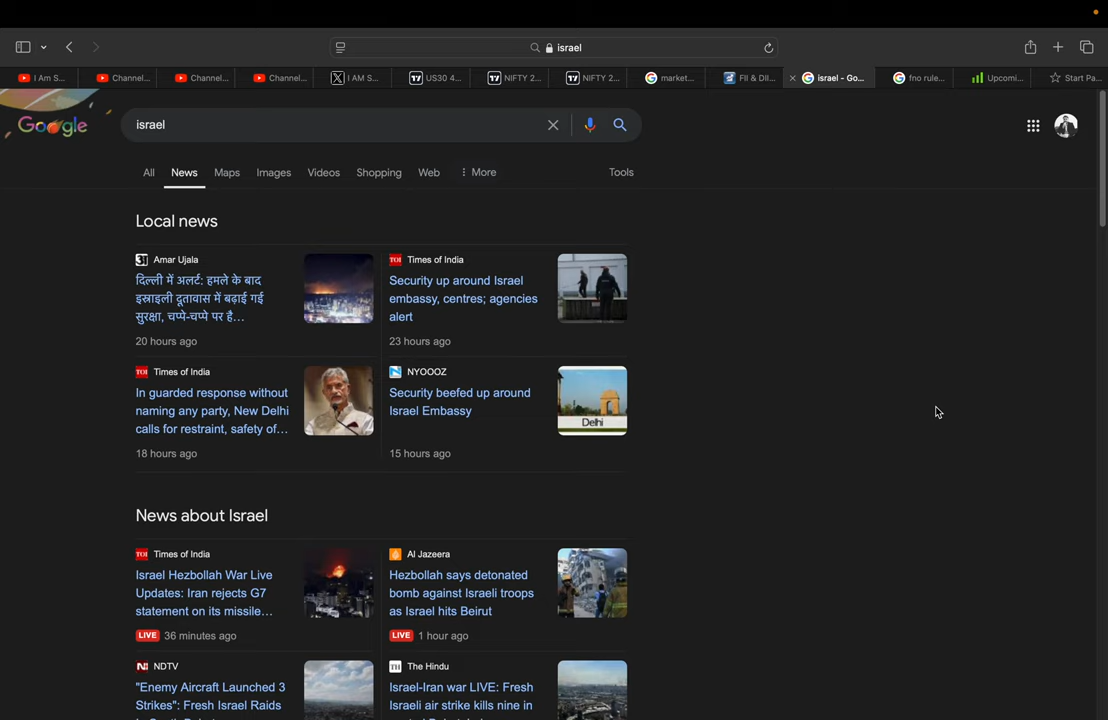 israel
I Am S...
Channel...
Channel...
Channel...
I AM S...
US30 4...
NIFTY 2...
NIFTY 2...
market...
FII & DII...
israel - Go...
fno rule...
Upcomi...
Start Pa...
Google
israel
All News Maps Images Videos Shopping Web More Tools
Local news
Amar Ujala
दिल्ली में अलर्ट: हमले के बाद
इस्राइली दूतावास में बढ़ाई गई
सुरक्षा, चप्पे-चप्पे पर है...
20 hours ago
TOI Times of India
Security up around Israel
embassy, centres; agencies
alert
23 hours ago
TOI Times of India
In guarded response without
naming any party, New Delhi
calls for restraint, safety of...
18 hours ago
N NYOOOZ
Security beefed up around
Israel Embassy
Delhi
15 hours ago
News about Israel
TOI Times of India
Israel Hezbollah War Live
Updates: Iran rejects G7
statement on its missile...
LIVE 36 minutes ago
Al Jazeera
Hezbollah says detonated
bomb against Israeli troops
as Israel hits Beirut
LIVE 1 hour ago
NDTV
"Enemy Aircraft Launched 3
Strikes": Fresh Israel Raids
TH The Hindu
Israel-Iran war LIVE: Fresh
Israeli air strike kills nine in